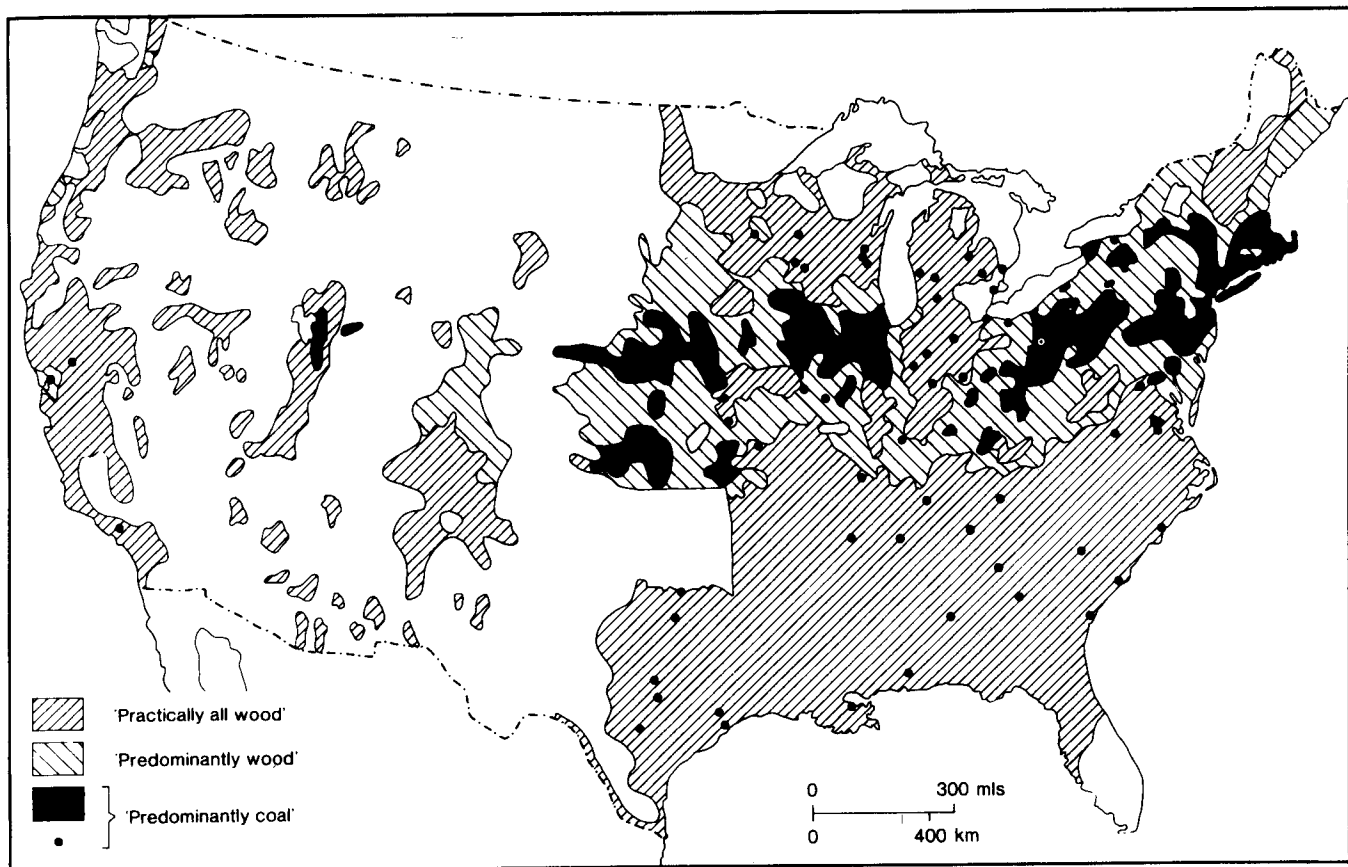 'Practically all wood'
'Predominantly wood'
'Predominantly coal'
0 300 mls
0 400 km